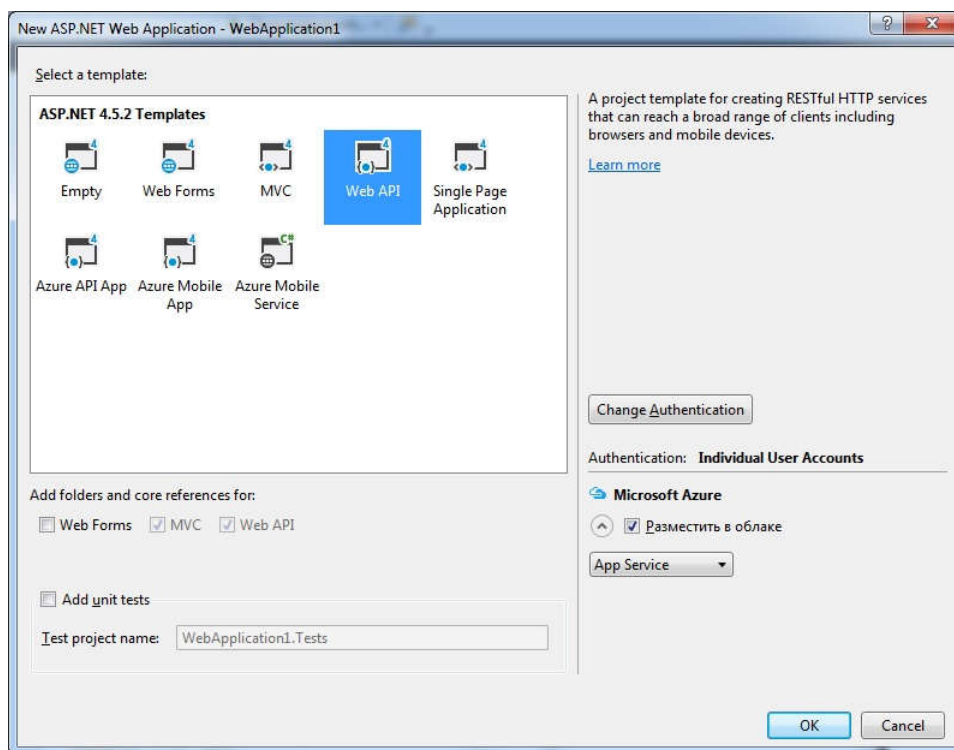 New ASP.NET Web Application - WebApplication1
Select a template:
ASP.NET 4.5.2 Templates
Empty
Web Forms
MVC
Web API
Single Page
Application
Azure API App
Azure Mobile
App
Azure Mobile
Service
A project template for creating RESTful HTTP services
that can reach a broad range of clients including
browsers and mobile devices.
Learn more
Change Authentication
Authentication: Individual User Accounts
Microsoft Azure
Разместить в облаке
App Service
Add folders and core references for:
Web Forms MVC Web API
Add unit tests
Test project name: WebApplication1.Tests
OK Cancel